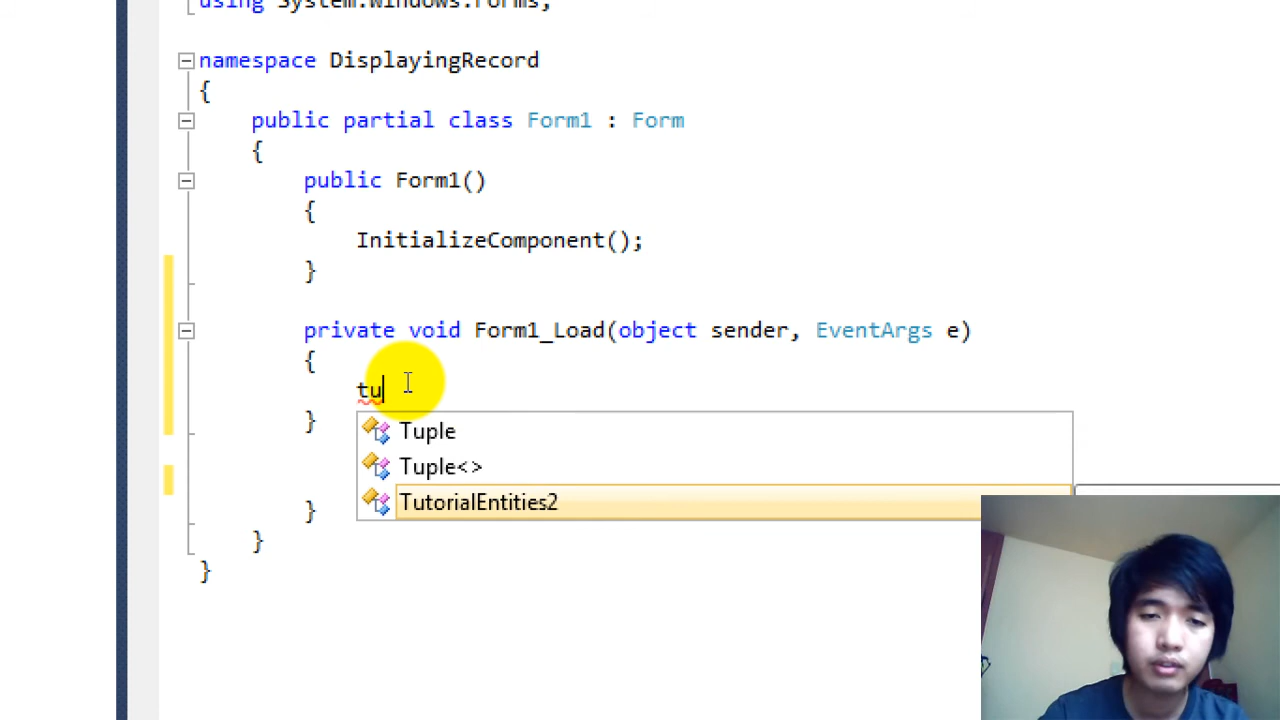 using System.Windows.Forms;
namespace DisplayingRecord
{
public partial class Form1 : Form
{
public Form1()
{
InitializeComponent();
}
private void Form1_Load(object sender, EventArgs e)
{
tu
}
Tuple
Tuple<>
TutorialEntities2
}
}
}